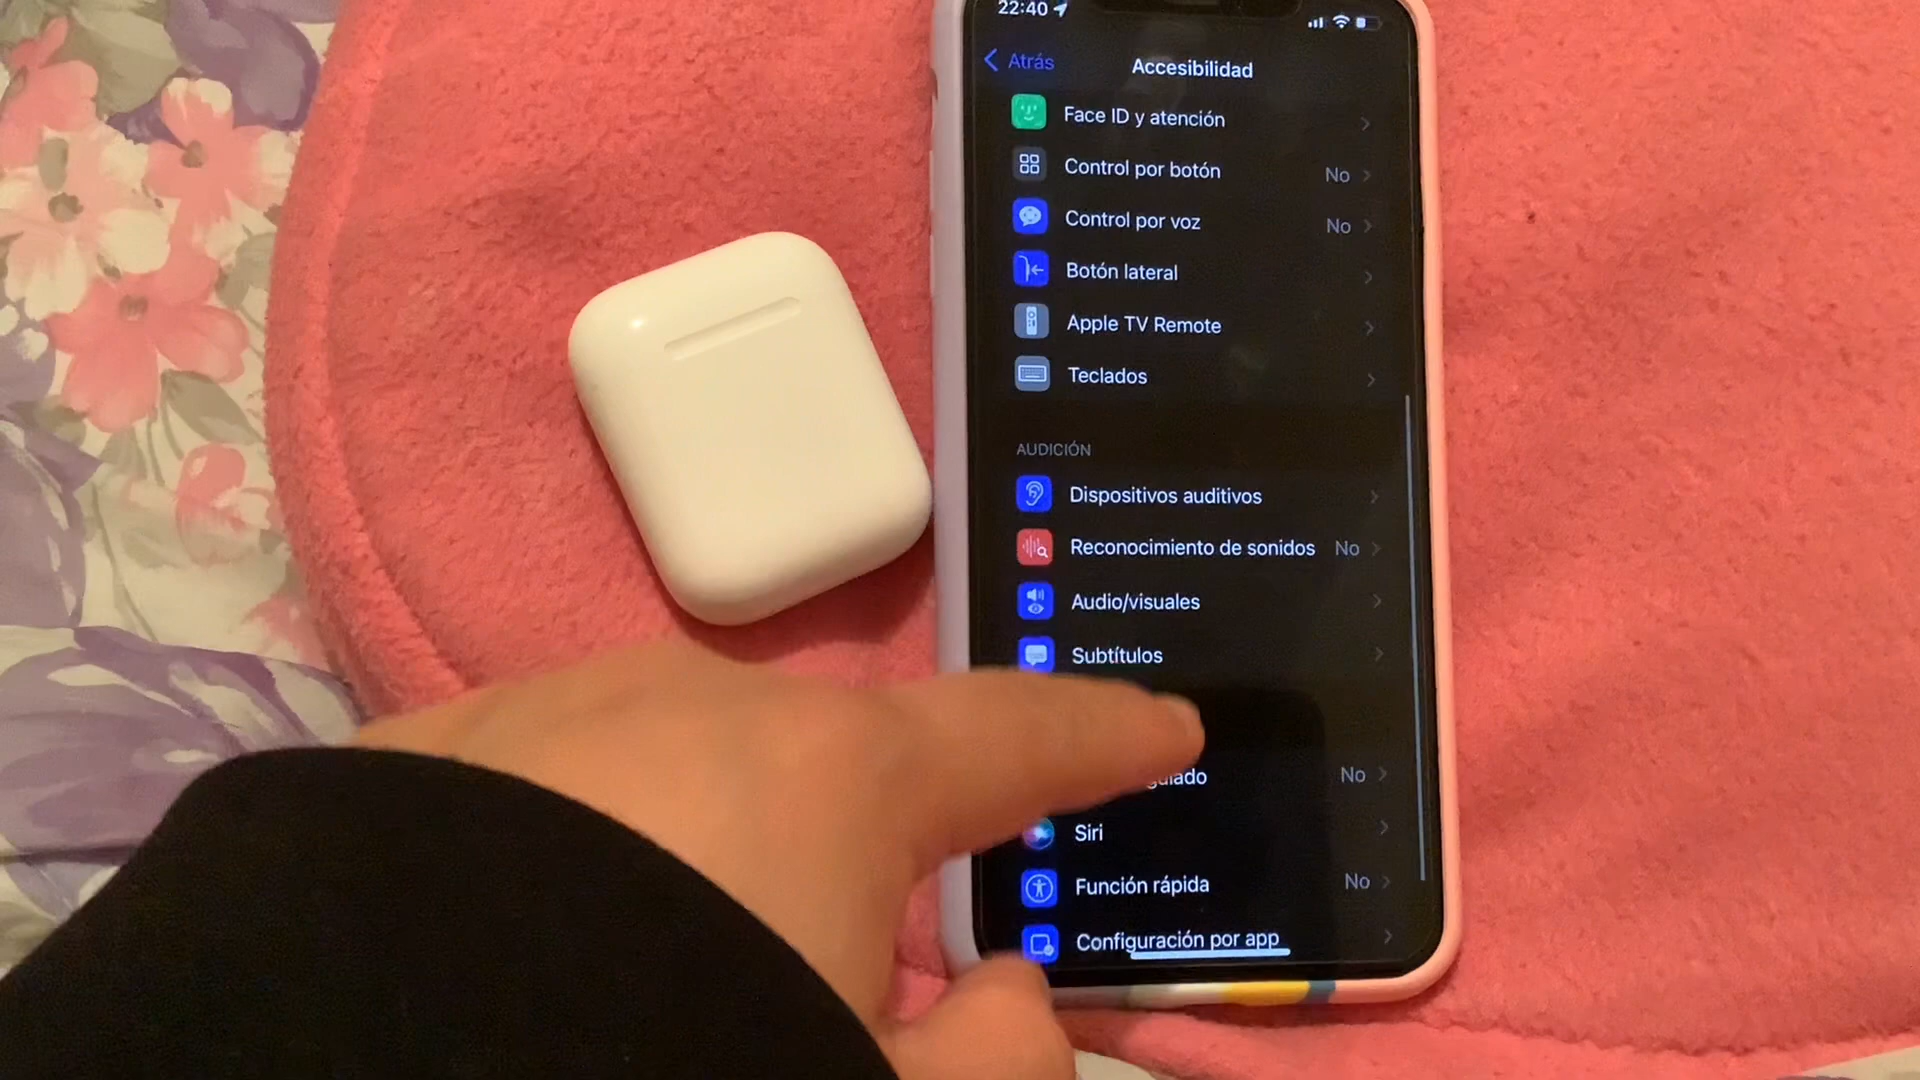 22:40
Atrás
Accesibilidad
Face ID y atención
Control por botón No
Control por voz No
Botón lateral
Apple TV Remote
Teclados
AUDICIÓN
Dispositivos auditivos
Reconocimiento de sonidos No
Audio/visuales
Subtítulos
No
Siri
Función rápida No
Configuración por app